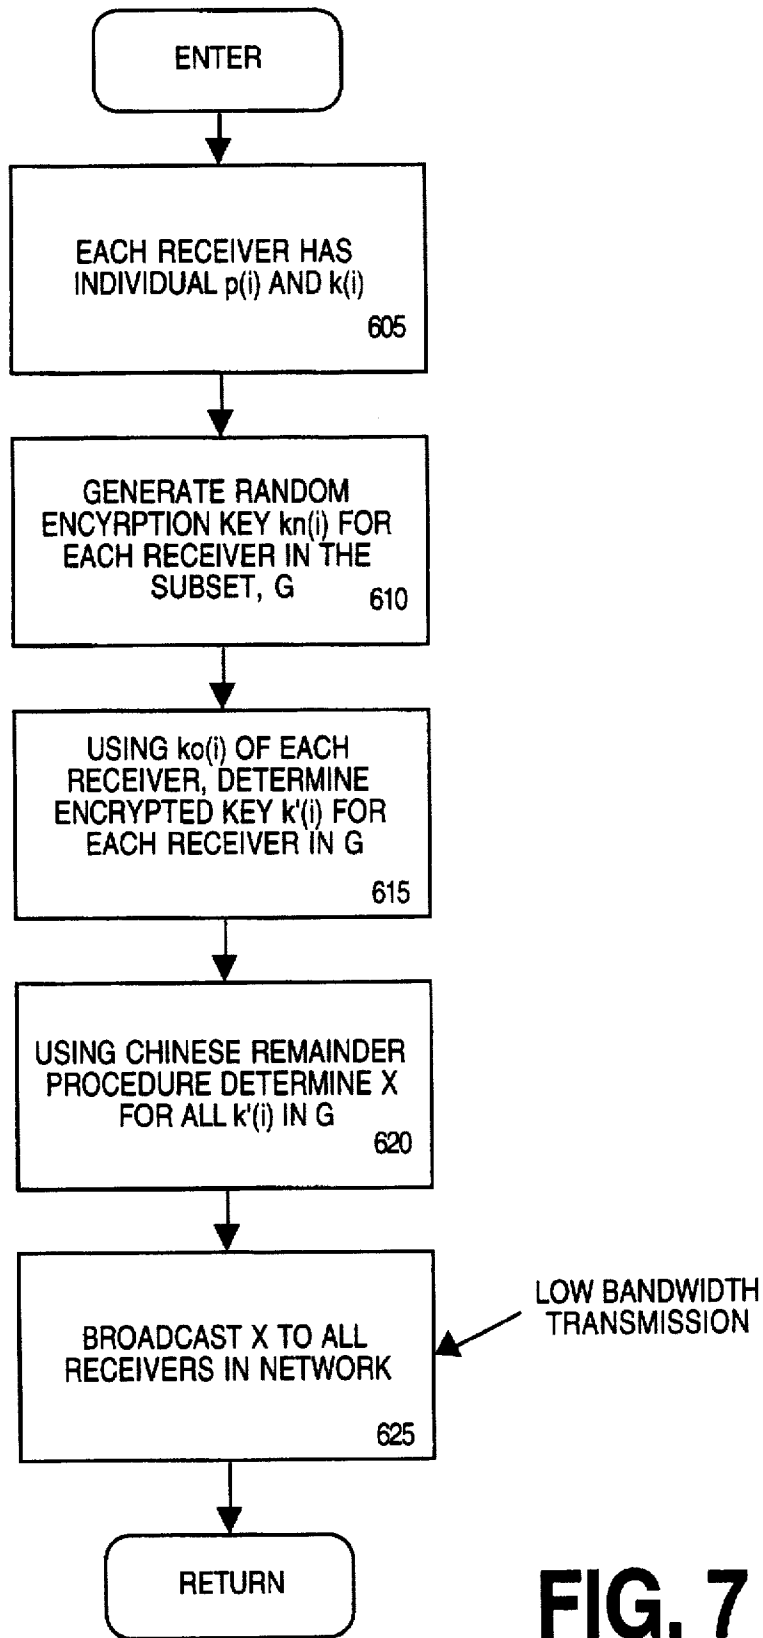 ENTER
EACH RECEIVER HAS
INDIVIDUAL p(i) AND k(i)
605
GENERATE RANDOM
ENCYRPTION KEY kn(i) FOR
EACH RECEIVER IN THE
SUBSET, G
610
USING ko(i) OF EACH
RECEIVER, DETERMINE
ENCRYPTED KEY k'(i) FOR
EACH RECEIVER IN G
615
USING CHINESE REMAINDER
PROCEDURE DETERMINE X
FOR ALL k'(i) IN G
620
BROADCAST X TO ALL
RECEIVERS IN NETWORK
625
LOW BANDWIDTH
TRANSMISSION
RETURN
FIG. 7